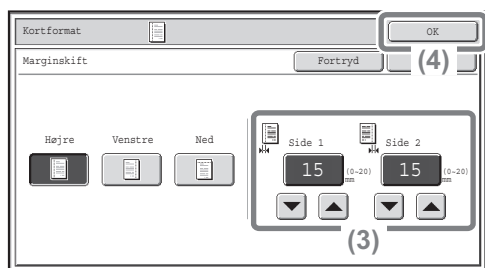 Kortformat
OK
Marginskift
Fortryd
(4)
Højre
Venstre
Ned
Side 1
Side 2
15
(0~20)
mm
15
(0~20)
mm
(3)